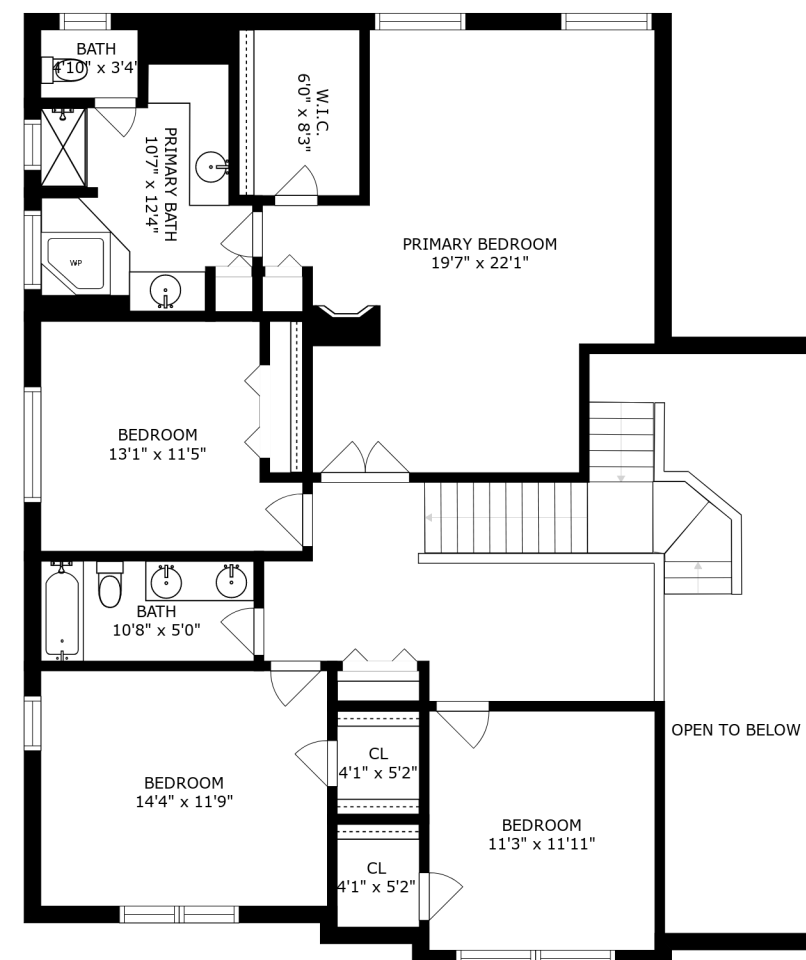 BATH
4'10" x 3'4"
W.I.C.
6'0" x 8'3"
PRIMARY BATH
10'7" x 12'4"
WP
PRIMARY BEDROOM
19'7" x 22'1"
BEDROOM
13'1" x 11'5"
BATH
10'8" x 5'0"
OPEN TO BELOW
CL
4'1" x 5'2"
BEDROOM
14'4" x 11'9"
BEDROOM
11'3" x 11'11"
CL
4'1" x 5'2"